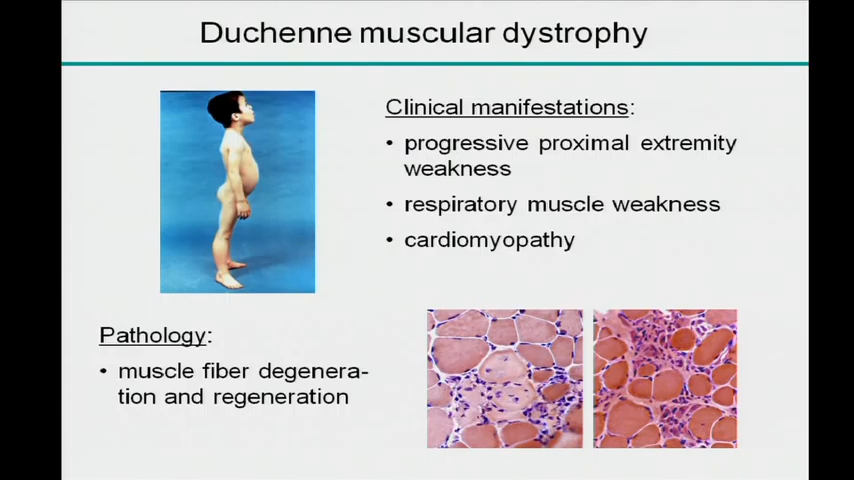 Duchenne muscular dystrophy
Clinical manifestations:
• progressive proximal extremity
weakness
• respiratory muscle weakness
• cardiomyopathy
Pathology:
• muscle fiber degenera-
tion and regeneration